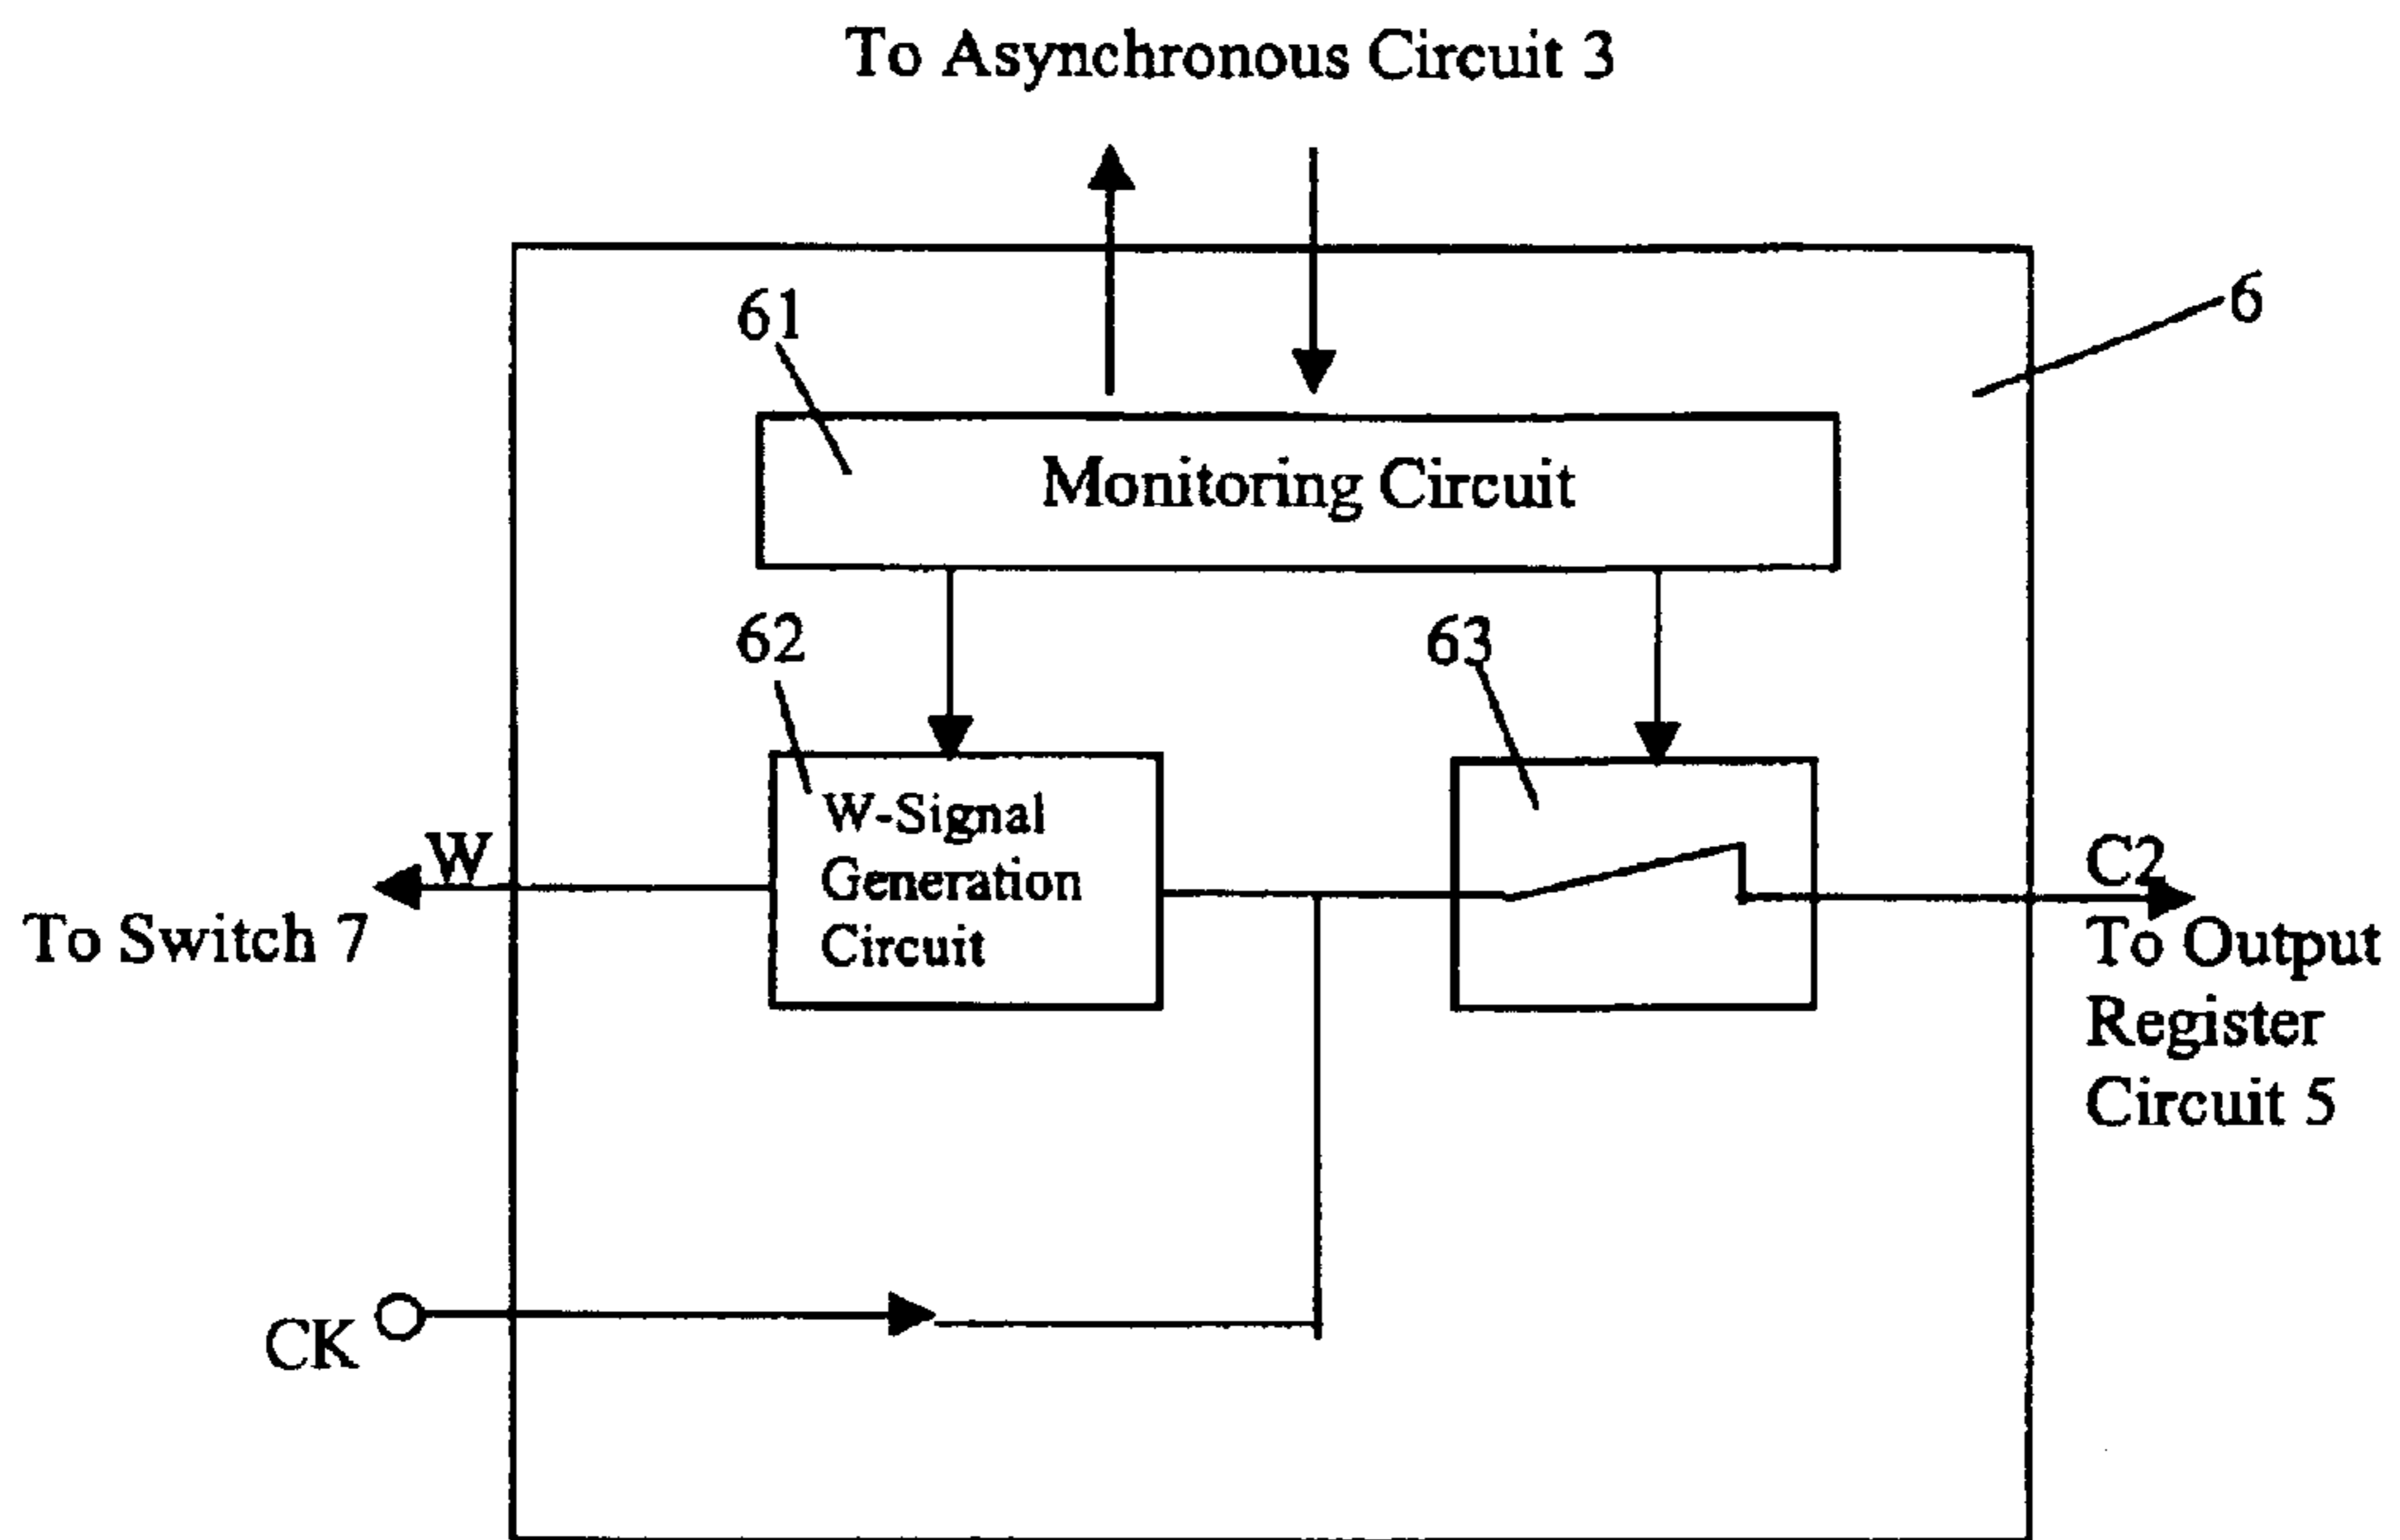 To Asynchronous Circuit 3
6
61
Monitoring Circuit
62
63
W-Signal
Generation
Circuit
W
To Switch 7
C2
To Output
Register
Circuit 5
CK